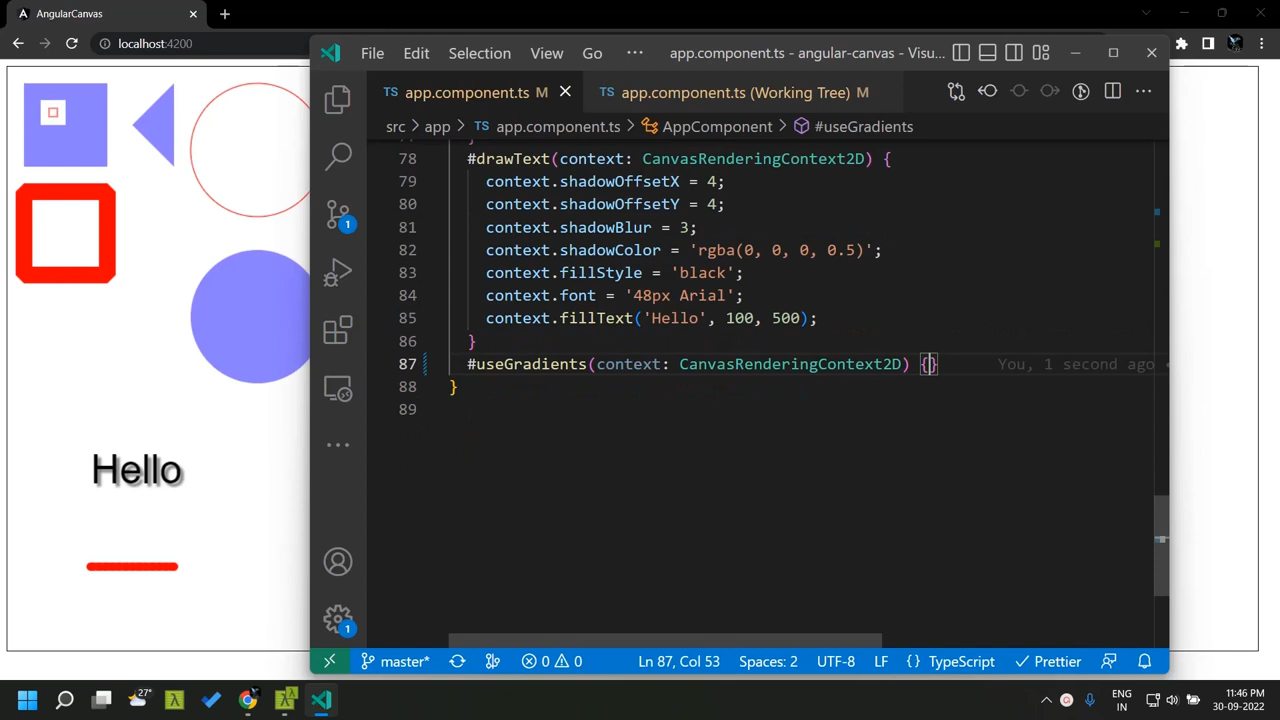 AngularCanvas
localhost:4200
File Edit Selection View Go ··· app.component.ts - angular-canvas - Visu...
TS app.component.ts M TS app.component.ts (Working Tree) M
src > app > TS app.component.ts > AppComponent > #useGradients
78 #drawText(context: CanvasRenderingContext2D) {
79 context.shadowOffsetX = 4;
80 context.shadowOffsetY = 4;
81 context.shadowBlur = 3;
82 context.shadowColor = 'rgba(0, 0, 0, 0.5)';
83 context.fillStyle = 'black';
84 context.font = '48px Arial';
85 context.fillText('Hello', 100, 500);
86 }
87 #useGradients(context: CanvasRenderingContext2D) {} You, 1 second ago
88 }
89
1
Hello
1
master* 0 0 Ln 87, Col 53 Spaces: 2 UTF-8 LF {} TypeScript Prettier
27°
ENG
IN
11:46 PM
30-09-2022